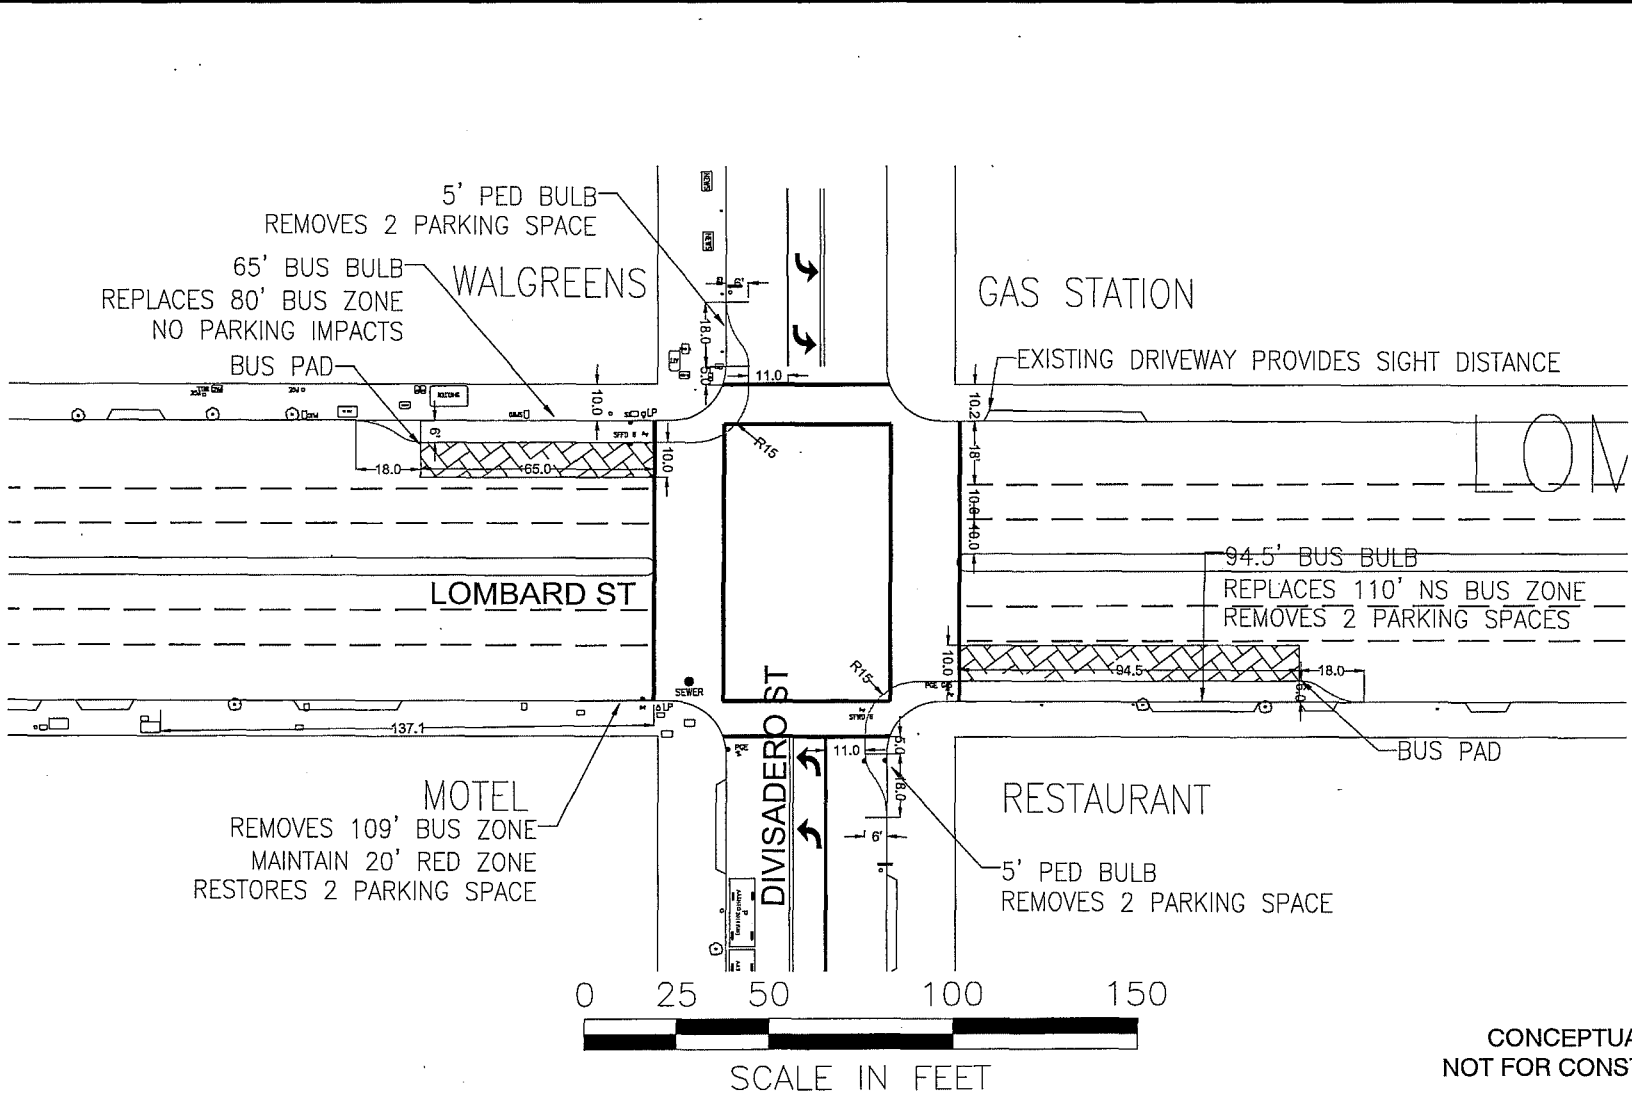 5' PED BULB
REMOVES 2 PARKING SPACE
65' BUS BULB
REPLACES 80' BUS ZONE
NO PARKING IMPACTS
BUS PAD
WALGREENS
GAS STATION
EXISTING DRIVEWAY PROVIDES SIGHT DISTANCE
18.0
5.0
11.0
10.0
LP
6'
R15
10.0
18.0
65.0
10.2
18'
10.0
10.0
LOM
LOMBARD ST
94.5' BUS BULB
REPLACES 110' NS BUS ZONE
REMOVES 2 PARKING SPACES
10.0
94.5
18.0
6.0
SEWER
LP
R15
137.1
PGE
DIVISADERO ST
11.0
5.0
18.0
6'
BUS PAD
MOTEL
REMOVES 109' BUS ZONE
MAINTAIN 20' RED ZONE
RESTORES 2 PARKING SPACE
RESTAURANT
5' PED BULB
REMOVES 2 PARKING SPACE
0 25 50 100 150
SCALE IN FEET
CONCEPTUA
NOT FOR CONST